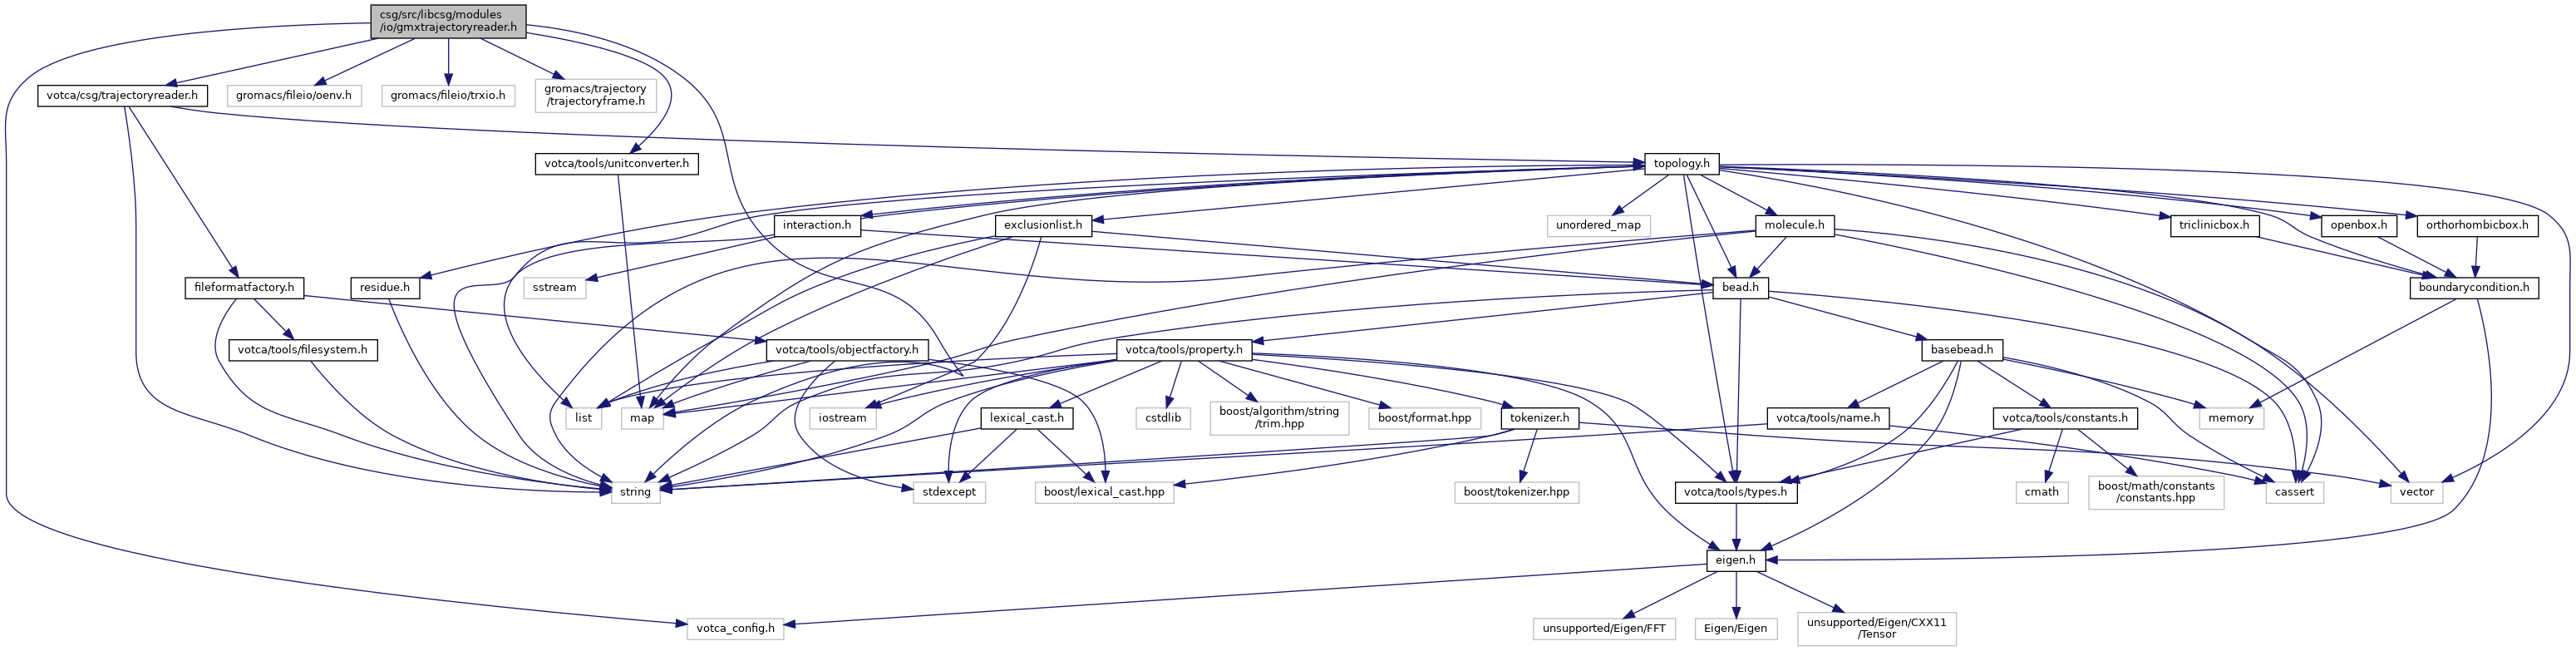 csg/src/libcsg/modules
/io/gmxtrajectoryreader.h
votca/csg/trajectoryreader.h
gromacs/fileio/oenv.h
gromacs/fileio/trxio.h
gromacs/trajectory
/trajectoryframe.h
votca/tools/unitconverter.h
topology.h
interaction.h
exclusionlist.h
unordered_map
molecule.h
triclinicbox.h
openbox.h
orthorhombicbox.h
fileformatfactory.h
residue.h
sstream
bead.h
boundarycondition.h
votca/tools/filesystem.h
votca/tools/objectfactory.h
votca/tools/property.h
basebead.h
list
map
iostream
lexical_cast.h
cstdlib
boost/algorithm/string
/trim.hpp
boost/format.hpp
tokenizer.h
votca/tools/name.h
votca/tools/constants.h
memory
string
stdexcept
boost/lexical_cast.hpp
boost/tokenizer.hpp
votca/tools/types.h
cmath
boost/math/constants
/constants.hpp
cassert
vector
eigen.h
votca_config.h
unsupported/Eigen/FFT
Eigen/Eigen
unsupported/Eigen/CXX11
/Tensor